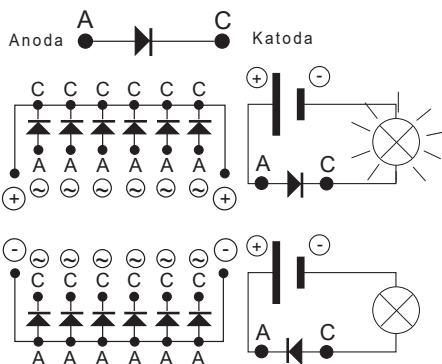 Anoda A C Katoda
C C C C C C
A A A A A A
~ ~ ~ ~ ~ ~
+ +
+ -
A C
- -
~ ~ ~ ~ ~ ~
C C C C C C
A A A A A A
+ -
A C